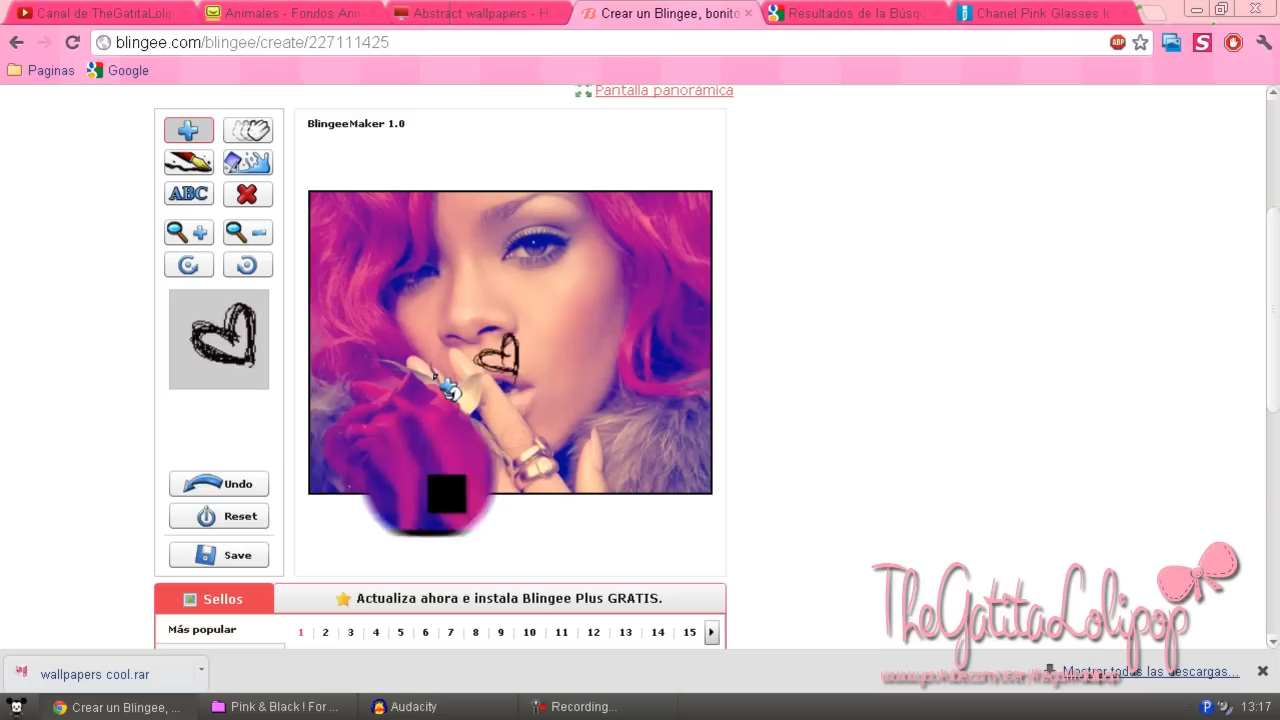 Canal de TheGatitaLolip
Animales - Fondos Ani
Abstract wallpapers - H
Crear un Blingee, bonito
Resultados de la Búsq
Chanel Pink Glasses Ic
blingee.com/blingee/create/227111425
ABP
Paginas
Google
Pantalla panorámica
BlingeeMaker 1.0
ABC
Undo
Reset
Save
Sellos
Actualiza ahora e instala Blingee Plus GRATIS.
Más popular
1 | 2 | 3 | 4 | 5 | 6 | 7 | 8 | 9 | 10 | 11 | 12 | 13 | 14 | 15
TheGatitaLolipop
wallpapers cool.rar
Mostrar todas las descargas...
Crear un Blingee, ...
Pink & Black ! For ...
Audacity
Recording...
13:17